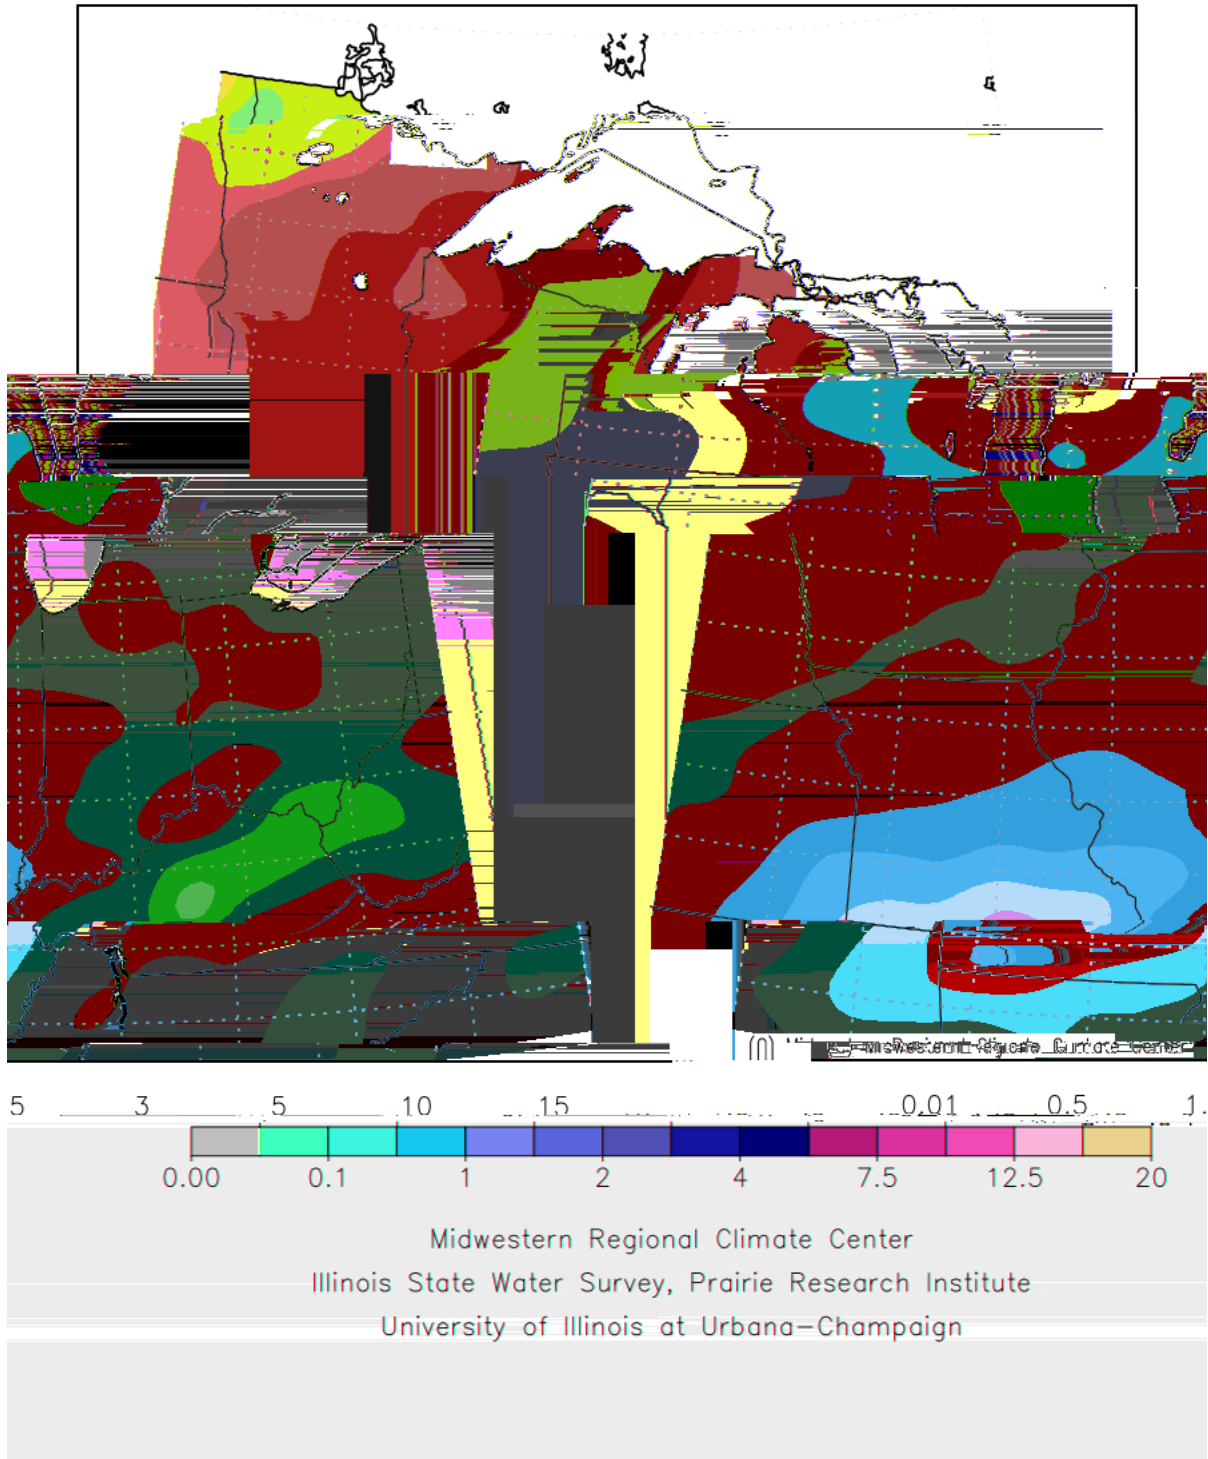 5 3 .5 10 15 0.01 0.5 1.
0.00 0.1 1 2 4 7.5 12.5 20
Midwestern Regional Climate Center
Illinois State Water Survey, Prairie Research Institute
University of Illinois at Urbana-Champaign